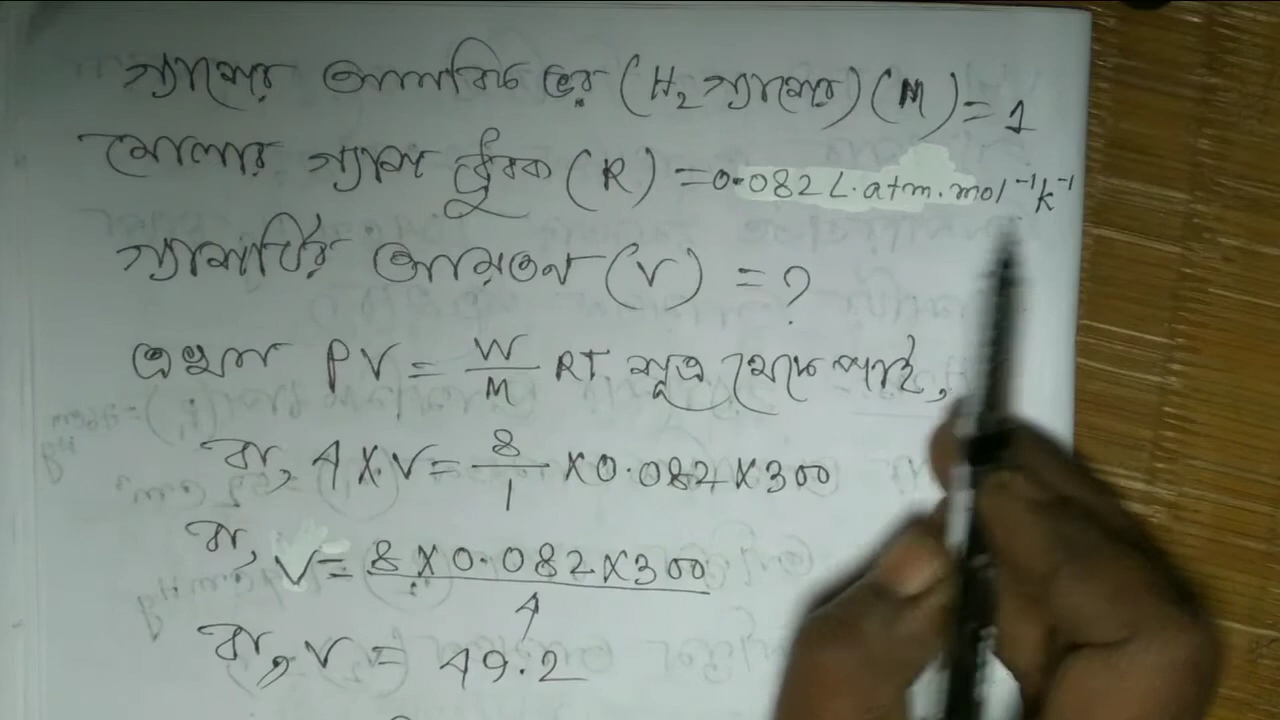 গ্যাসের আনবিক ভর (H₂ গ্যাসের) (M) = 1
মোলার গ্যাস ধ্রুবক (R) = 0.082 L.atm.mol⁻¹k⁻¹
গ্যাসটির আয়তন (V) = ?
এখন PV = W/M RT সূত্র থেকে পাই,
বা, 4 X V = 8/1 X 0.082 X 300
বা, V = 8 X 0.082 X 300 / 4
বা, V = 49.2